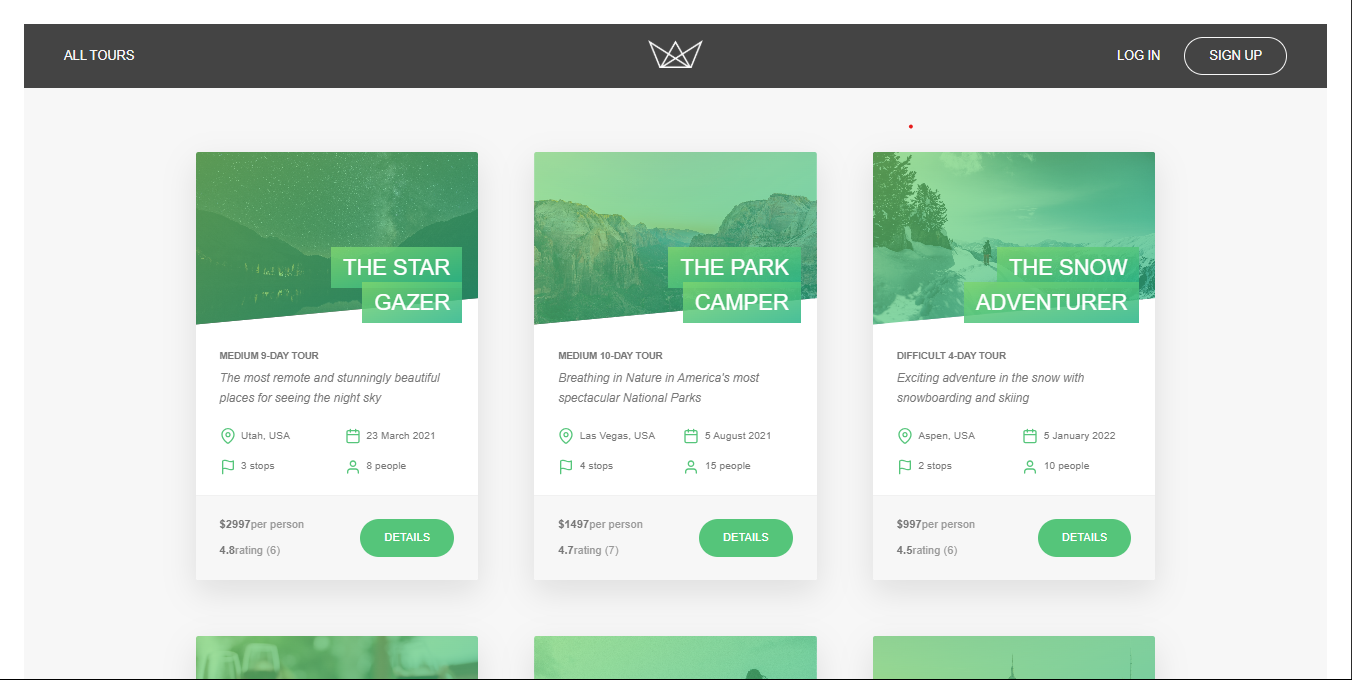 ALL TOURS
LOG IN
SIGN UP
THE STAR
GAZER
MEDIUM 9-DAY TOUR
The most remote and stunningly beautiful
places for seeing the night sky
Utah, USA
23 March 2021
3 stops
8 people
$2997per person
4.8rating (6)
DETAILS
THE PARK
CAMPER
MEDIUM 10-DAY TOUR
Breathing in Nature in America's most
spectacular National Parks
Las Vegas, USA
5 August 2021
4 stops
15 people
$1497per person
4.7rating (7)
DETAILS
THE SNOW
ADVENTURER
DIFFICULT 4-DAY TOUR
Exciting adventure in the snow with
snowboarding and skiing
Aspen, USA
5 January 2022
2 stops
10 people
$997per person
4.5rating (6)
DETAILS